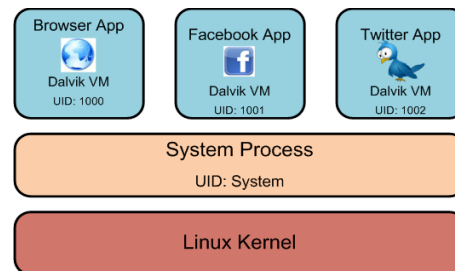 Browser App
Facebook App
Twitter App
f
Dalvik VM
Dalvik VM
Dalvik VM
UID: 1000
UID: 1001
UID: 1002
System Process
UID: System
Linux Kernel